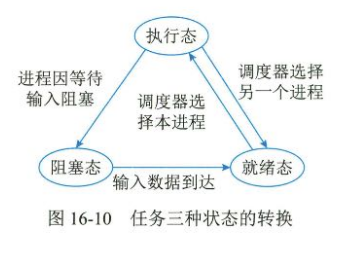 执行态
进程因等待
输入阻塞
调度器选
择本进程
调度器选择
另一个进程
阻塞态
输入数据到达
就绪态
图 16-10 任务三种状态的转换